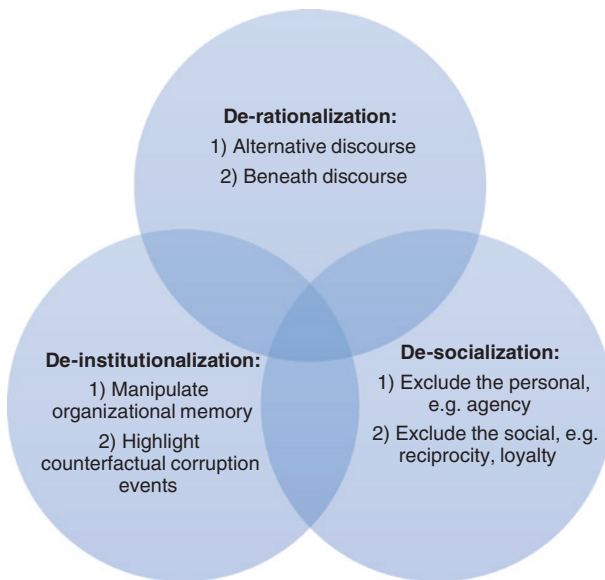 De-rationalization:
1) Alternative discourse
2) Beneath discourse
De-institutionalization:
1) Manipulate
organizational memory
2) Highlight
counterfactual corruption
events
De-socialization:
1) Exclude the personal,
e.g. agency
2) Exclude the social, e.g.
reciprocity, loyalty